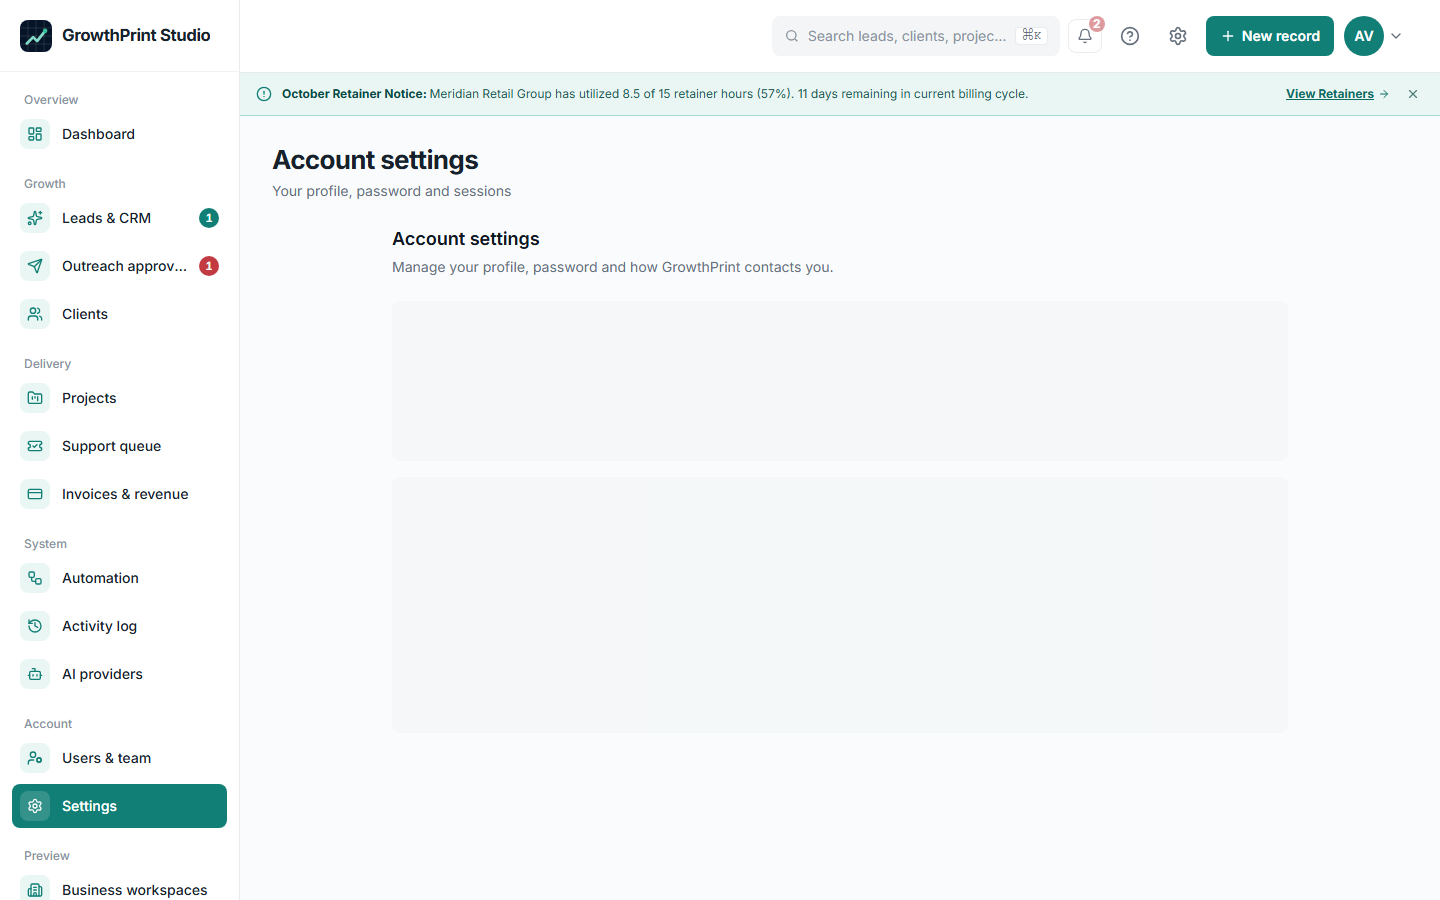 GrowthPrint Studio
Search leads, clients, projec...
⌘K
2
New record
AV
October Retainer Notice: Meridian Retail Group has utilized 8.5 of 15 retainer hours (57%). 11 days remaining in current billing cycle.
View Retainers
Overview
Dashboard
Growth
Leads & CRM
1
Outreach approv...
1
Clients
Delivery
Projects
Support queue
Invoices & revenue
System
Automation
Activity log
AI providers
Account
Users & team
Settings
Preview
Business workspaces
Account settings
Your profile, password and sessions
Account settings
Manage your profile, password and how GrowthPrint contacts you.